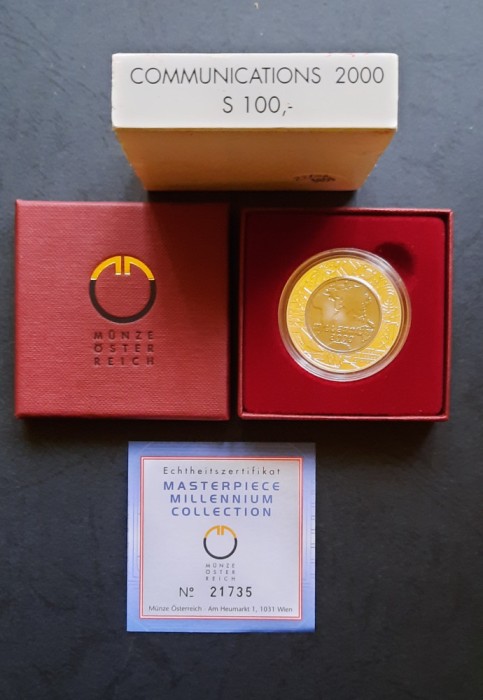 COMMUNICATIONS 2000
S 100,-
MÜNZE
ÖSTER
REICH
Echtheitszertifikat
MASTERPIECE
MILLENNIUM
COLLECTION
MÜNZE
ÖSTER
REICH
Nº 21735
Münze Österreich - Am Heumarkt 1, 1031 Wien